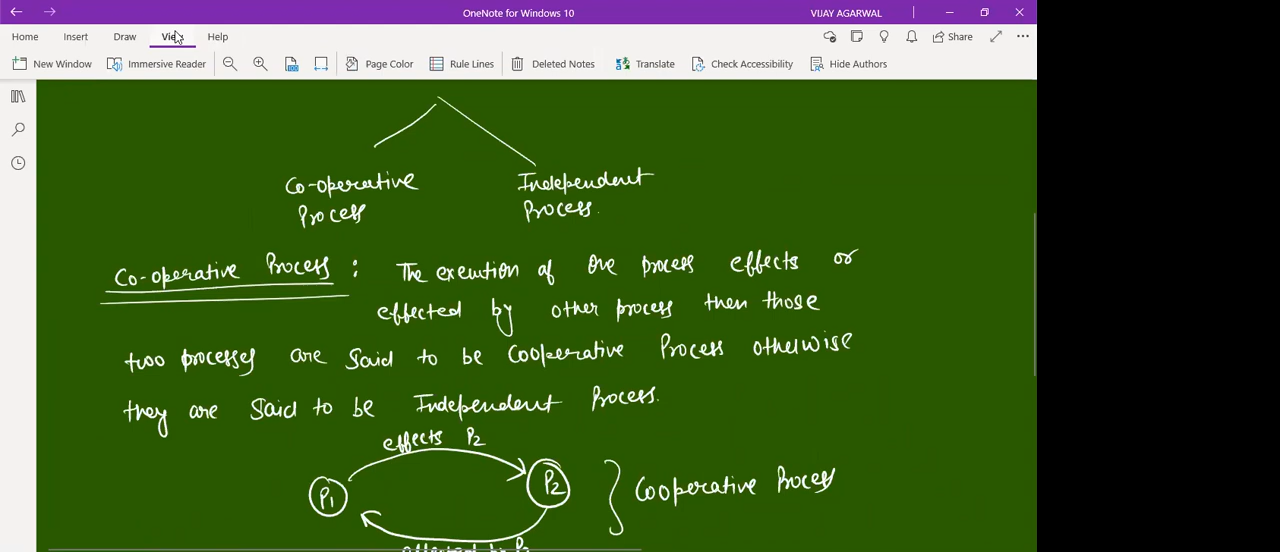 OneNote for Windows 10
VIJAY AGARWAL
Home Insert Draw View Help
Share
New Window Immersive Reader Page Color Rule Lines Deleted Notes Translate Check Accessibility Hide Authors
Co-operative Process
Independent Process.
Co-operative Process : The exeution of one process effects or
effected by other process then those
two processes are said to be cooperative Process otherwise
they are said to be Independent Process.
effects P2
P1
P2
Cooperative Process
effected by P2